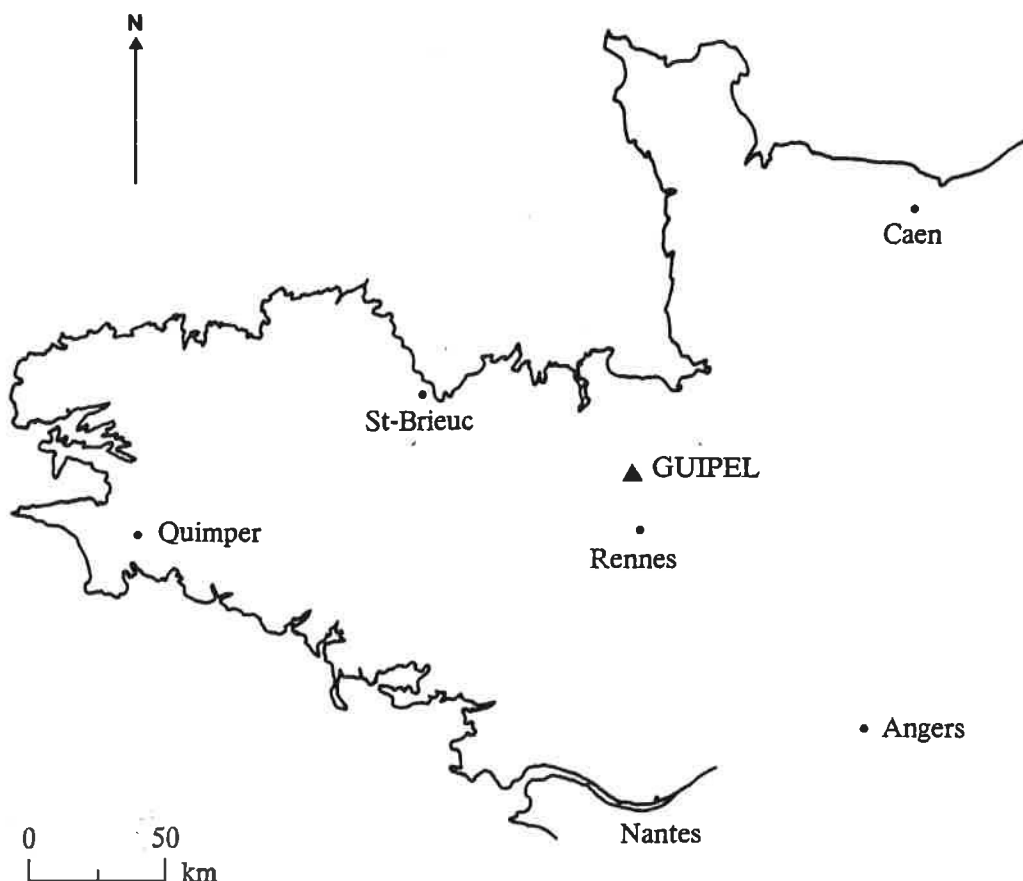 N
Caen
St-Brieuc
GUIPEL
Quimper
Rennes
Angers
Nantes
0 50
km